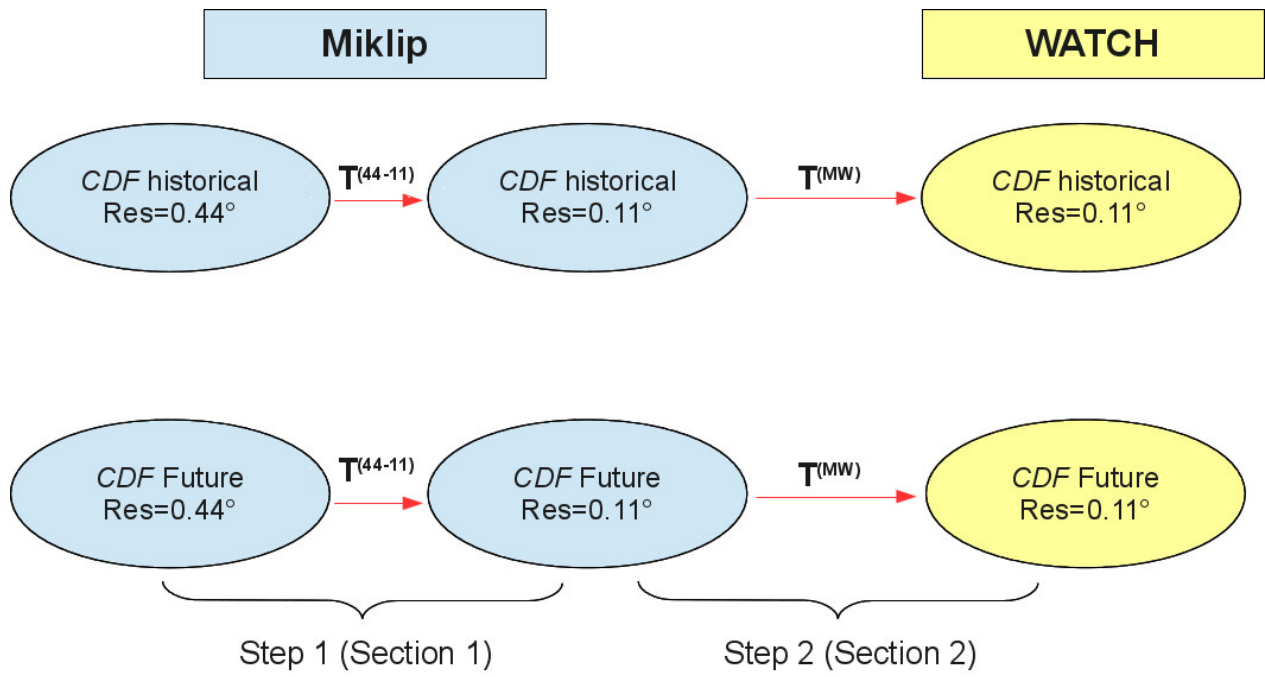 Miklip
WATCH
CDF historical
Res=0.44°
T(44-11)
CDF historical
Res=0.11°
T(MW)
CDF historical
Res=0.11°
CDF Future
Res=0.44°
T(44-11)
CDF Future
Res=0.11°
T(MW)
CDF Future
Res=0.11°
Step 1 (Section 1)
Step 2 (Section 2)